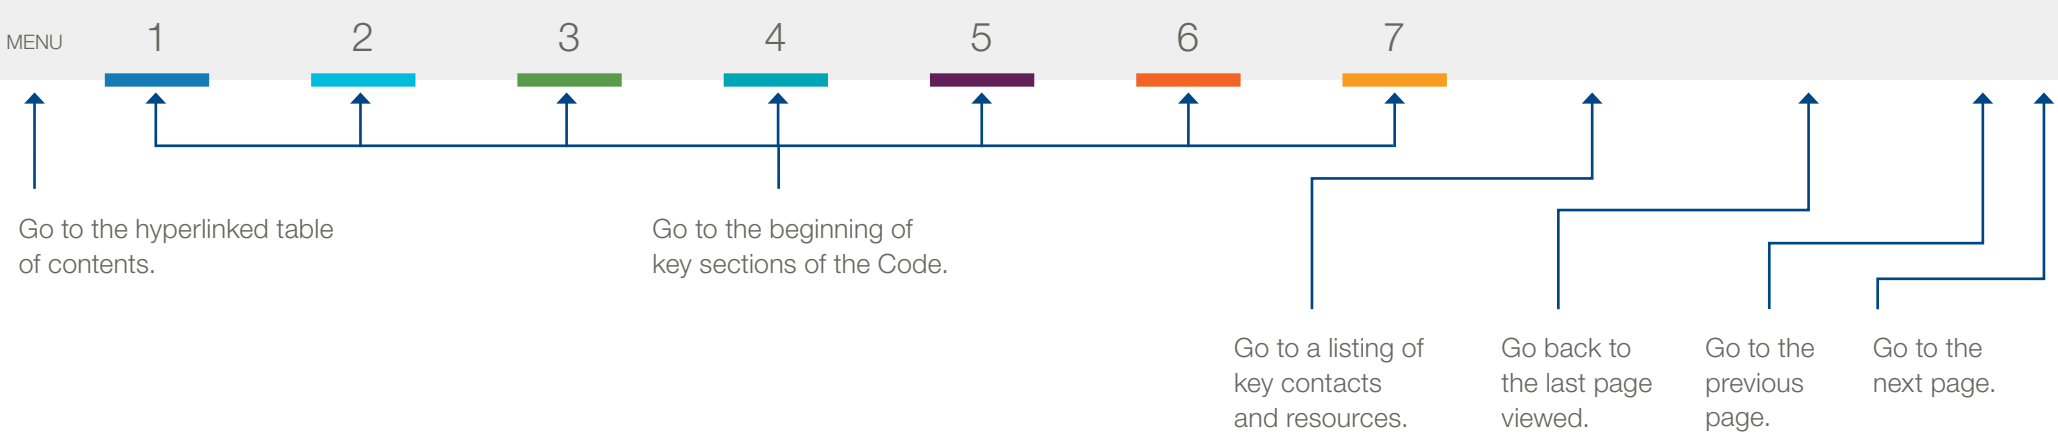 MENU 1 2 3 4 5 6 7
Go to the hyperlinked table
of contents.
Go to the beginning of
key sections of the Code.
Go to a listing of
key contacts
and resources.
Go back to
the last page
viewed.
Go to the
previous
page.
Go to the
next page.